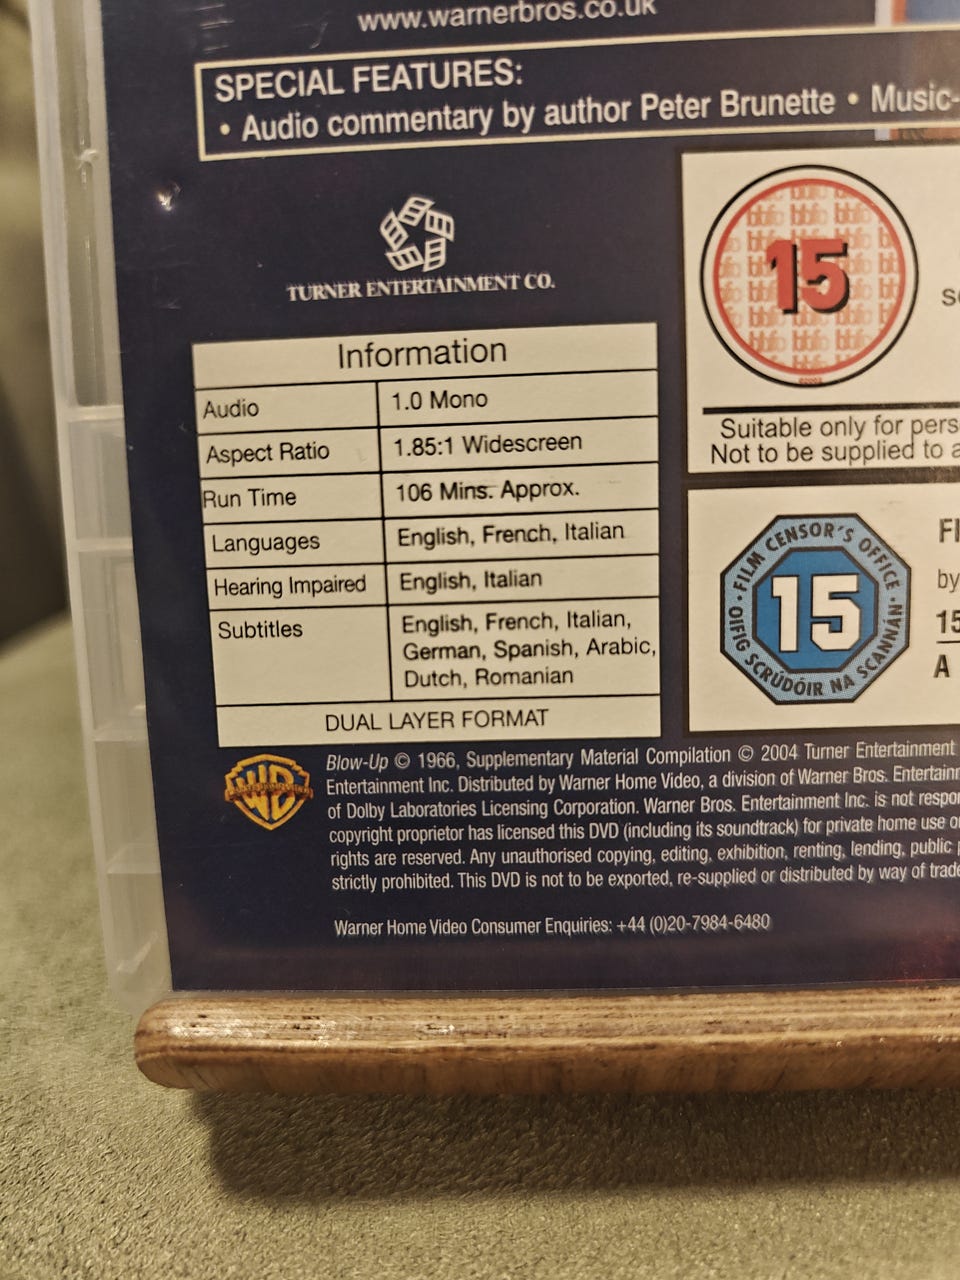 www.warnerbros.co.uk
SPECIAL FEATURES:
• Audio commentary by author Peter Brunette • Music-
TURNER ENTERTAINMENT CO.
bbfc
15
Suitable only for pers
Not to be supplied to a
Information
Audio 1.0 Mono
Aspect Ratio 1.85:1 Widescreen
Run Time 106 Mins. Approx.
Languages English, French, Italian
Hearing Impaired English, Italian
Subtitles English, French, Italian,
German, Spanish, Arabic,
Dutch, Romanian
DUAL LAYER FORMAT
• FILM CENSOR'S OFFICE •
15
OIFIG SCRÚDÓIR NA SCANNÁN
by
15
A
WB
Blow-Up © 1966, Supplementary Material Compilation © 2004 Turner Entertainment
Entertainment Inc. Distributed by Warner Home Video, a division of Warner Bros. Entertainm
of Dolby Laboratories Licensing Corporation. Warner Bros. Entertainment Inc. is not respon
copyright proprietor has licensed this DVD (including its soundtrack) for private home use o
rights are reserved. Any unauthorised copying, editing, exhibition, renting, lending, public p
strictly prohibited. This DVD is not to be exported, re-supplied or distributed by way of trade
Warner Home Video Consumer Enquiries: +44 (0)20-7984-6480